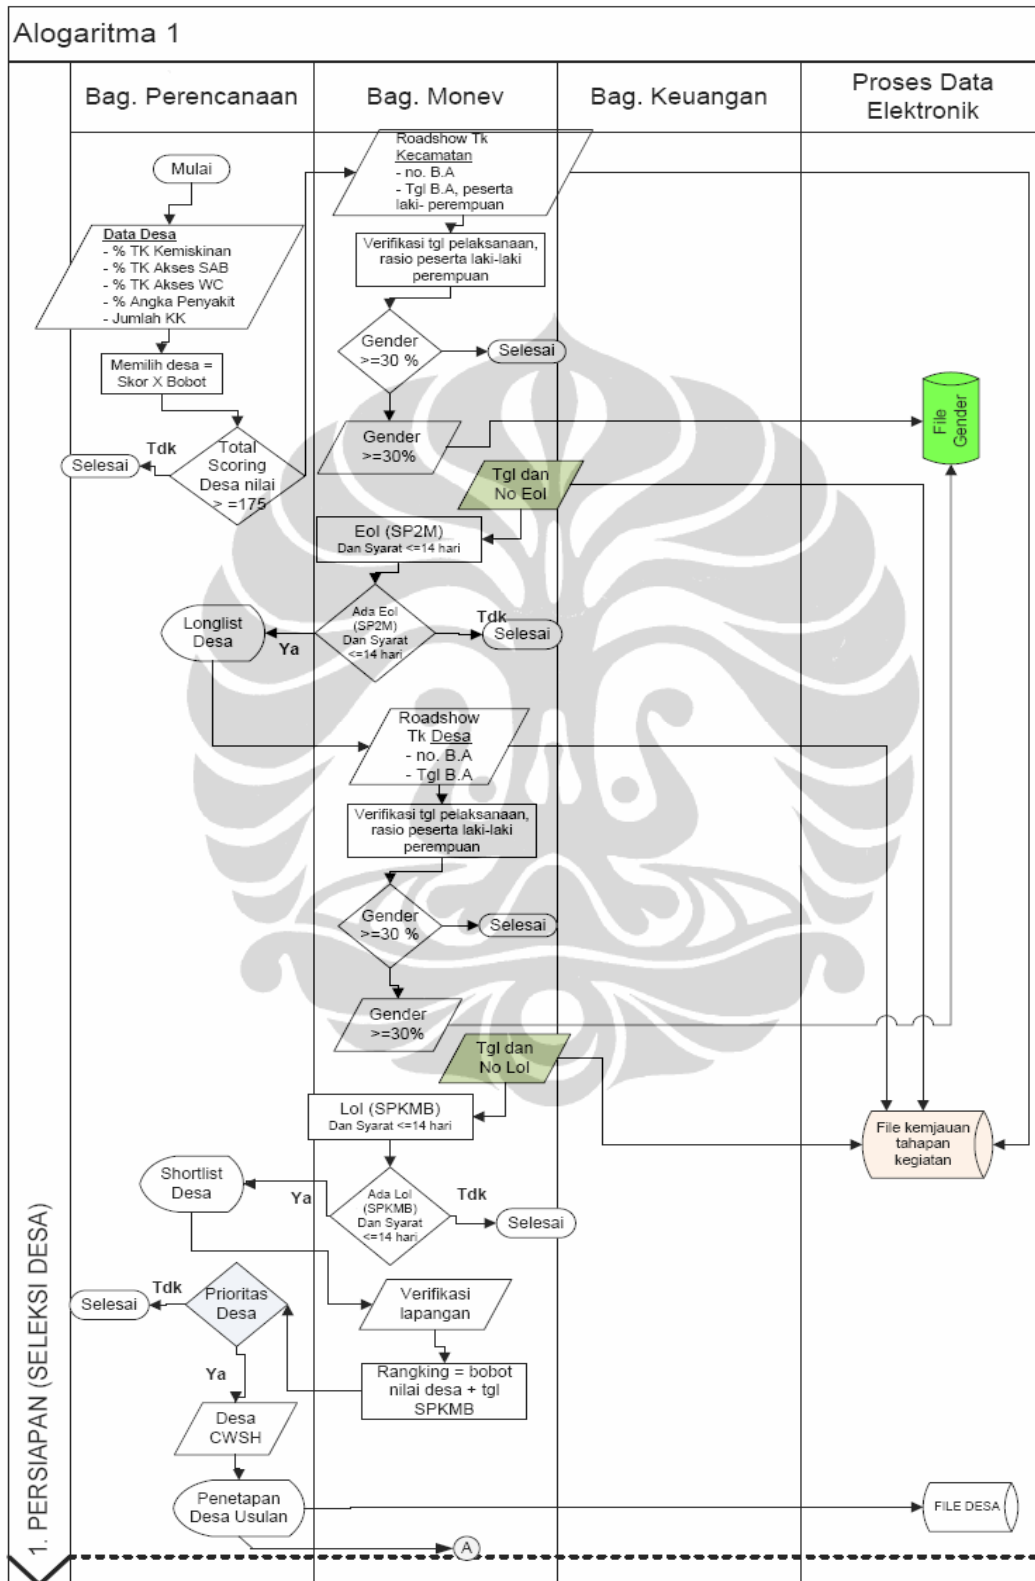 Alogaritma 1
Bag. Perencanaan
Bag. Monev
Bag. Keuangan
Proses Data
Elektronik
1. PERSIAPAN (SELEKSI DESA)
Mulai
Data Desa
- % TK Kemiskinan
- % TK Akses SAB
- % TK Akses WC
- % Angka Penyakit
- Jumlah KK
Memilih desa =
Skor X Bobot
Total
Scoring
Desa nilai
> =175
Tdk
Selesai
Roadshow Tk
Kecamatan
- no. B.A
- Tgl B.A, peserta
laki- perempuan
Verifikasi tgl pelaksanaan,
rasio peserta laki-laki
perempuan
Gender
>=30 %
Selesai
Gender
>=30%
File
Gender
Tgl dan
No EoI
EoI (SP2M)
Dan Syarat <=14 hari
Ada EoI
(SP2M)
Dan Syarat
<=14 hari
Tdk
Selesai
Ya
Longlist
Desa
Roadshow
Tk Desa
- no. B.A
- Tgl B.A
Verifikasi tgl pelaksanaan,
rasio peserta laki-laki
perempuan
Gender
>=30 %
Selesai
Gender
>=30%
Tgl dan
No LoI
LoI (SPKMB)
Dan Syarat <=14 hari
File kemjauan
tahapan
kegiatan
Ada LoI
(SPKMB)
Dan Syarat
<=14 hari
Tdk
Selesai
Ya
Shortlist
Desa
Verifikasi
lapangan
Rangking = bobot
nilai desa + tgl
SPKMB
Prioritas
Desa
Tdk
Selesai
Ya
Desa
CWSH
Penetapan
Desa Usulan
FILE DESA
A